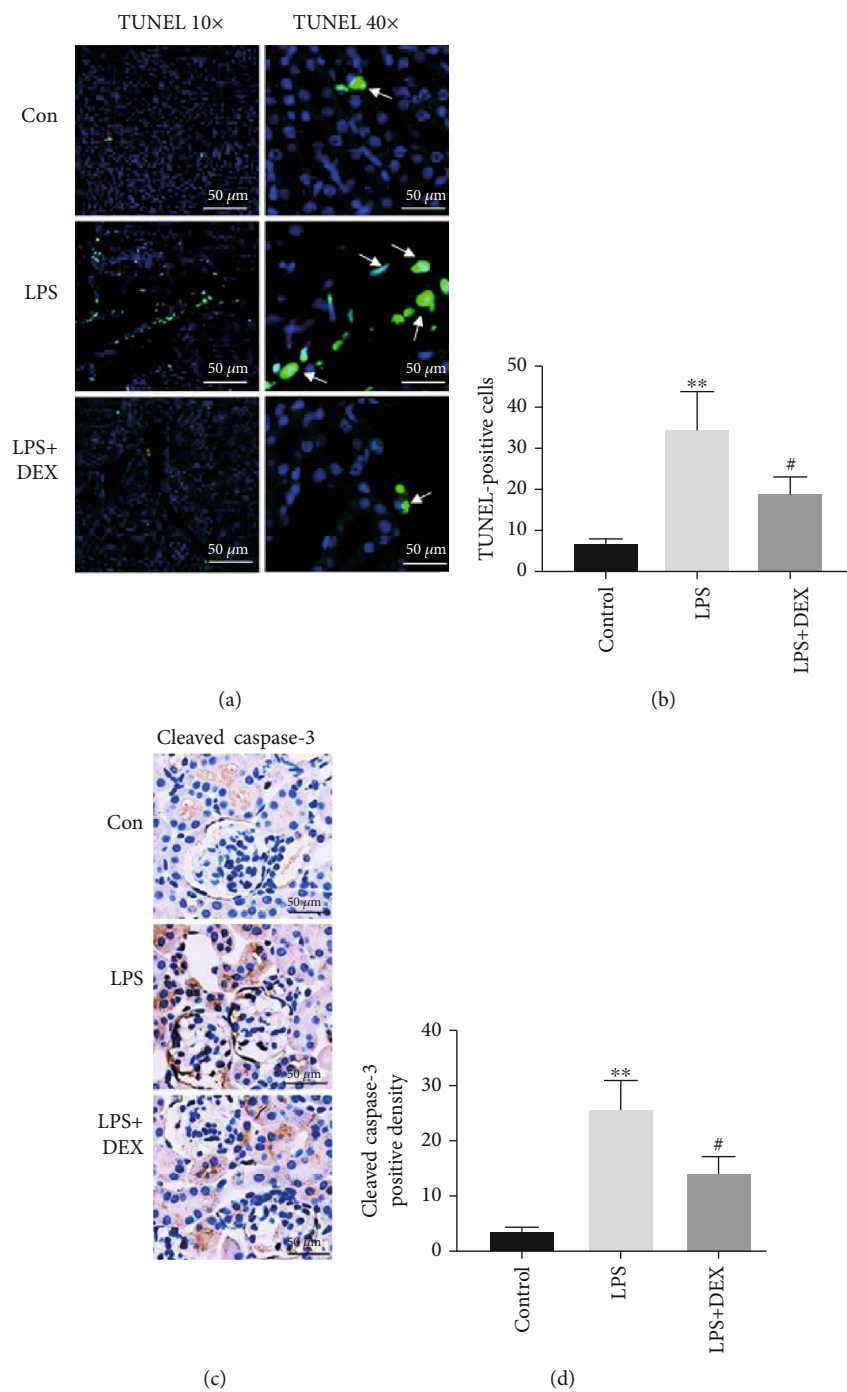 TUNEL 10×
TUNEL 40×
Con
50 μm
50 μm
LPS
50 μm
50 μm
LPS+
DEX
50 μm
50 μm
(a)
TUNEL-positive cells
50
40
30
20
10
0
**
#
Control
LPS
LPS+DEX
(b)
Cleaved caspase-3
Con
50 μm
LPS
50 μm
LPS+
DEX
50 μm
(c)
Cleaved caspase-3
positive density
40
30
20
10
0
**
#
Control
LPS
LPS+DEX
(d)